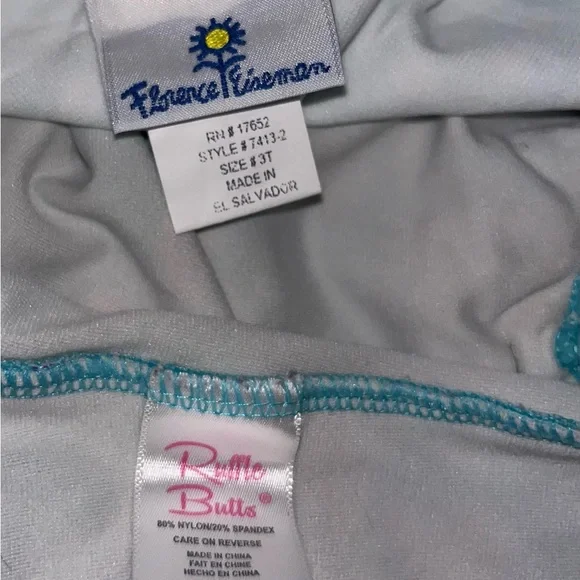 Florence Eiseman
RN # 17652
STYLE # 7413-2
SIZE # 3T
MADE IN
EL SALVADOR
Ruffle
Butts®
80% NYLON/20% SPANDEX
CARE ON REVERSE
MADE IN CHINA
FAIT EN CHINE
HECHO EN CHINA